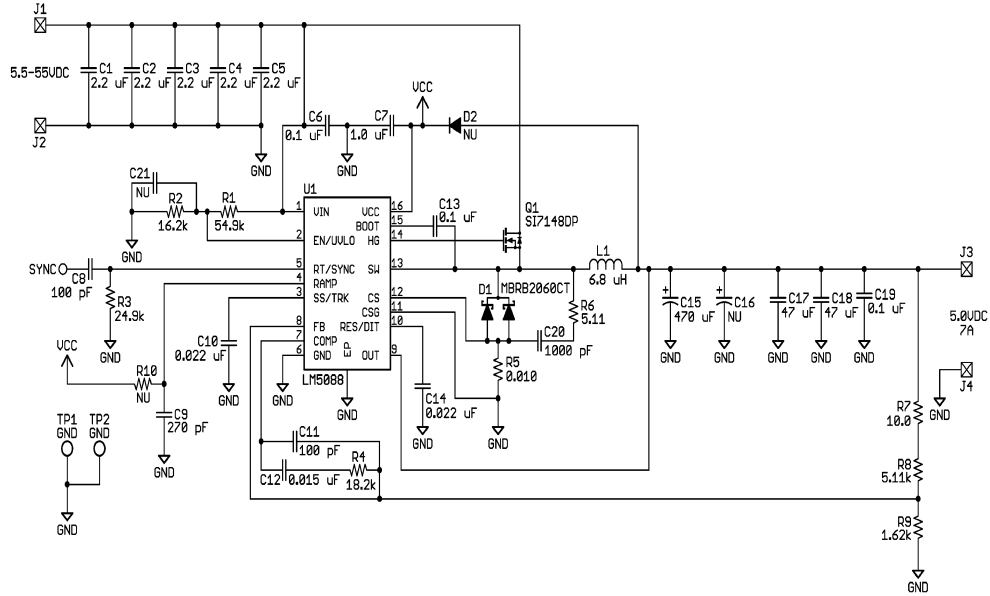 J1
5.5-55VDC
C1
2.2 uF
C2
2.2 uF
C3
2.2 uF
C4
2.2 uF
C5
2.2 uF
J2
GND
C6
0.1 uF
GND
C7
1.0 uF
VCC
D2
NU
C21
NU
R2
16.2k
R1
54.9k
GND
U1
1 VIN
2 EN/UVLO
5 RT/SYNC
4 RAMP
3 SS/TRK
8 FB
7 COMP
6 GND
EP
VCC 16
BOOT 15
HG 14
SW 13
CS 12
CSG 11
RES/DIT 10
OUT 9
LM5088
GND
GND
C13
0.1 uF
Q1
SI7148DP
L1
6.8 uH
SYNC
C8
100 pF
R3
24.9k
GND
C10
0.022 uF
GND
D1
MBRB2060CT
R6
5.11
C20
1000 pF
R5
0.010
GND
C14
0.022 uF
GND
+
C15
470 uF
GND
+
C16
NU
GND
C17
47 uF
GND
C18
47 uF
GND
C19
0.1 uF
GND
J3
5.0VDC
7A
J4
GND
VCC
R10
NU
C9
270 pF
GND
TP1
GND
TP2
GND
GND
C11
100 pF
C12
0.015 uF
R4
18.2k
R7
10.0
R8
5.11k
R9
1.62k
GND